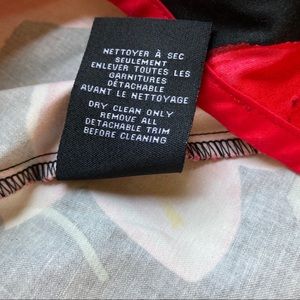 NETTOYER À SEC
SEULEMENT
ENLEVER TOUTES LES
GARNITURES
DÉTACHABLE
AVANT LE NETTOYAGE
DRY CLEAN ONLY
REMOVE ALL
DETACHABLE TRIM
BEFORE CLEANING